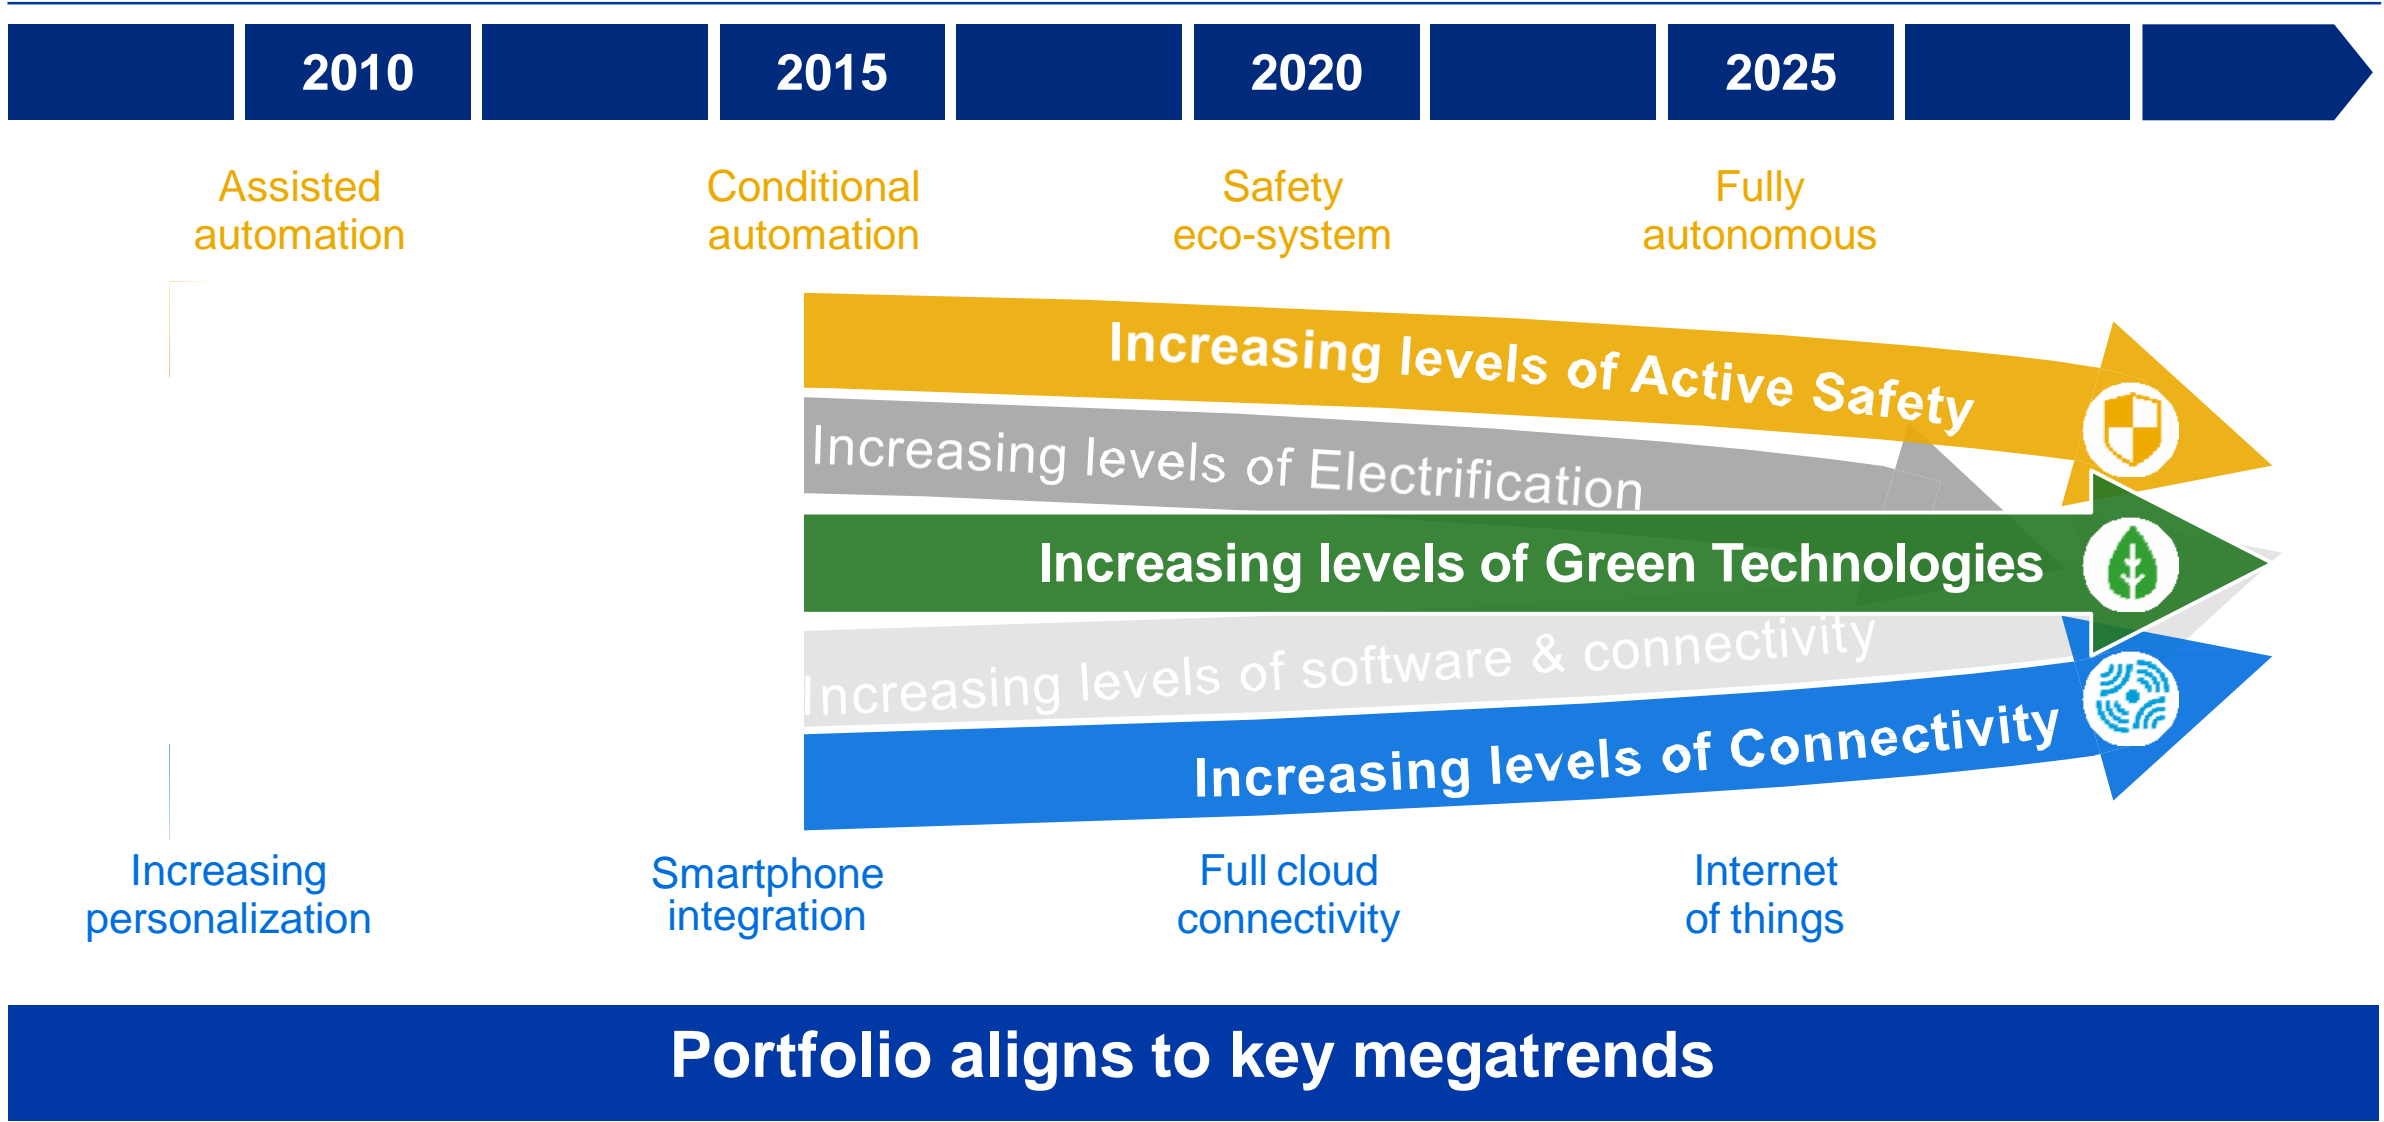 2010
2015
2020
2025
Assisted
automation
Conditional
automation
Safety
eco-system
Fully
autonomous
Increasing levels of Active Safety
Increasing levels of Electrification
Increasing levels of Green Technologies
Increasing levels of software & connectivity
Increasing levels of Connectivity
Increasing
personalization
Smartphone
integration
Full cloud
connectivity
Internet
of things
Portfolio aligns to key megatrends